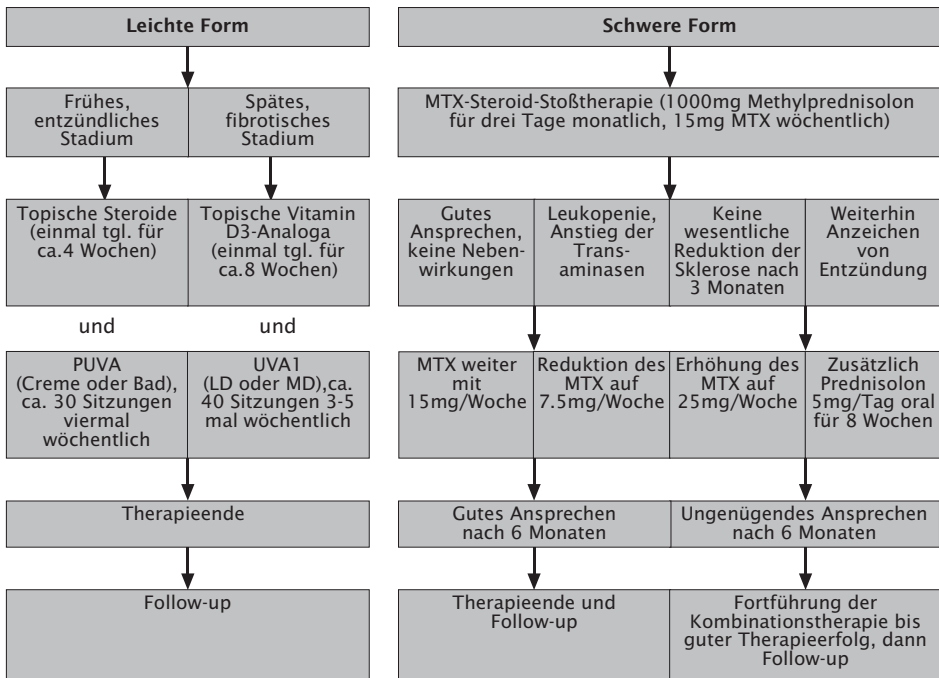 Leichte Form
Frühes,
entzündliches
Stadium
Spätes,
fibrotisches
Stadium
Topische Steroide
(einmal tgl. für
ca.4 Wochen)
Topische Vitamin
D3-Analoga
(einmal tgl. für
ca.8 Wochen)
und
und
PUVA
(Creme oder Bad),
ca. 30 Sitzungen
viermal
wöchentlich
UVA1
(LD oder MD),ca.
40 Sitzungen 3-5
mal wöchentlich
Therapieende
Follow-up
Schwere Form
MTX-Steroid-Stoßtherapie (1000mg Methylprednisolon
für drei Tage monatlich, 15mg MTX wöchentlich)
Gutes
Ansprechen,
keine Neben-
wirkungen
Leukopenie,
Anstieg der
Trans-
aminasen
Keine
wesentliche
Reduktion der
Sklerose nach
3 Monaten
Weiterhin
Anzeichen
von
Entzündung
MTX weiter
mit
15mg/Woche
Reduktion des
MTX auf
7.5mg/Woche
Erhöhung des
MTX auf
25mg/Woche
Zusätzlich
Prednisolon
5mg/Tag oral
für 8 Wochen
Gutes Ansprechen
nach 6 Monaten
Ungenügendes Ansprechen
nach 6 Monaten
Therapieende und
Follow-up
Fortführung der
Kombinationstherapie bis
guter Therapieerfolg, dann
Follow-up